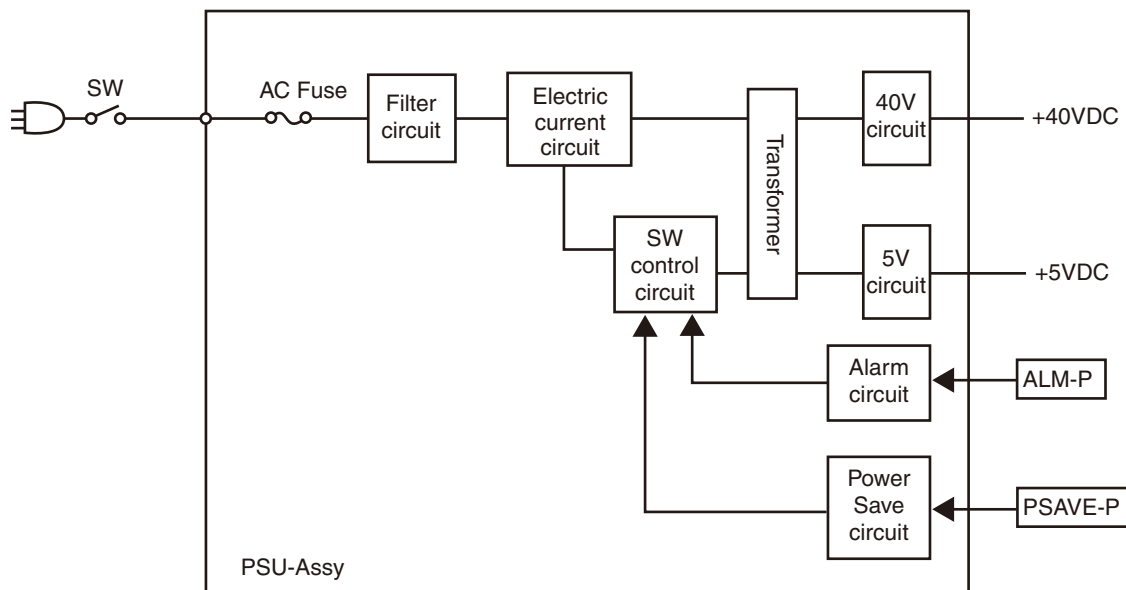 SW
AC Fuse
Filter
circuit
Electric
current
circuit
Transformer
40V
circuit
+40VDC
SW
control
circuit
5V
circuit
+5VDC
Alarm
circuit
ALM-P
Power
Save
circuit
PSAVE-P
PSU-Assy